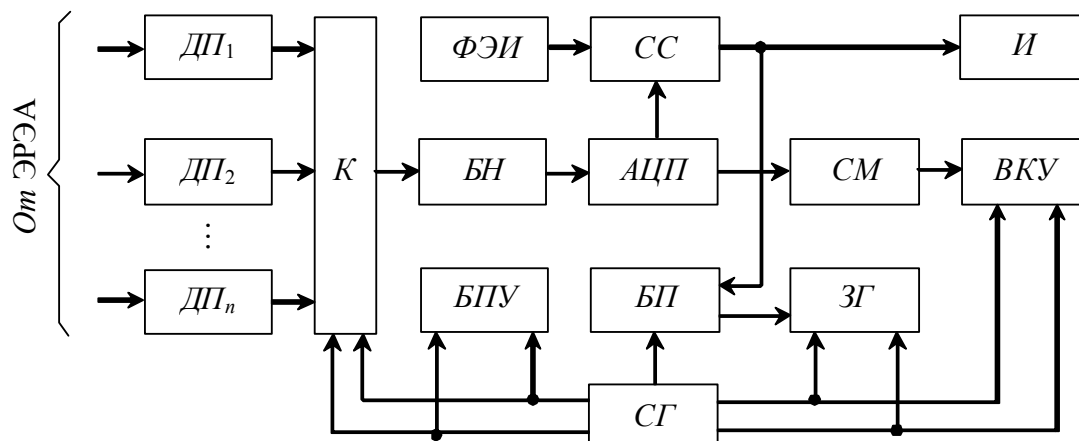 От ЭРЭА
ДП₁
ФЭИ
СС
И
ДП₂
К
БН
АЦП
СМ
ВКУ
...
ДПₙ
БПУ
БП
ЗГ
СГ